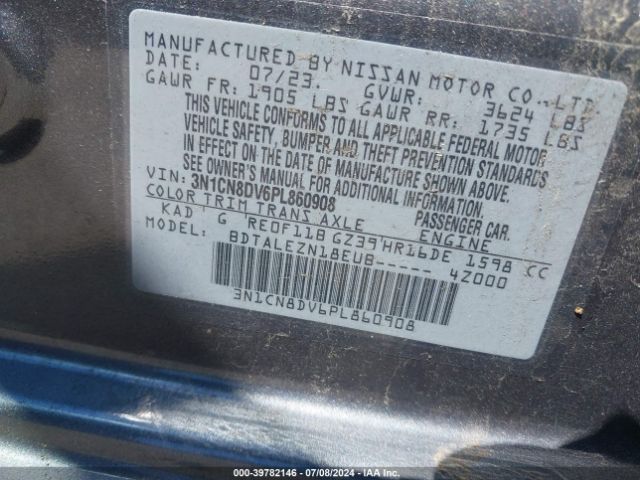 MANUFACTURED BY NISSAN MOTOR CO.,LTD.
DATE: 07/23. GVWR: 3624 LBS
GAWR FR: 1905 LBS GAWR RR: 1735 LBS
THIS VEHICLE CONFORMS TO ALL APPLICABLE FEDERAL MOTOR
VEHICLE SAFETY, BUMPER AND THEFT PREVENTION STANDARDS
IN EFFECT ON THE DATE OF MANUFACTURE SHOWN ABOVE.
SEE OWNER'S MANUAL FOR ADDITIONAL INFORMATION.
VIN: 3N1CN8DV6PL860908 PASSENGER CAR.
COLOR TRIM TRANS AXLE ENGINE
KAD G RE0F11B GZ39 HR16DE 1598 CC
MODEL: BDTALEZN18EUB----- 4Z000
3N1CN8DV6PL860908
000-39782146 - 07/08/2024 - IAA Inc.